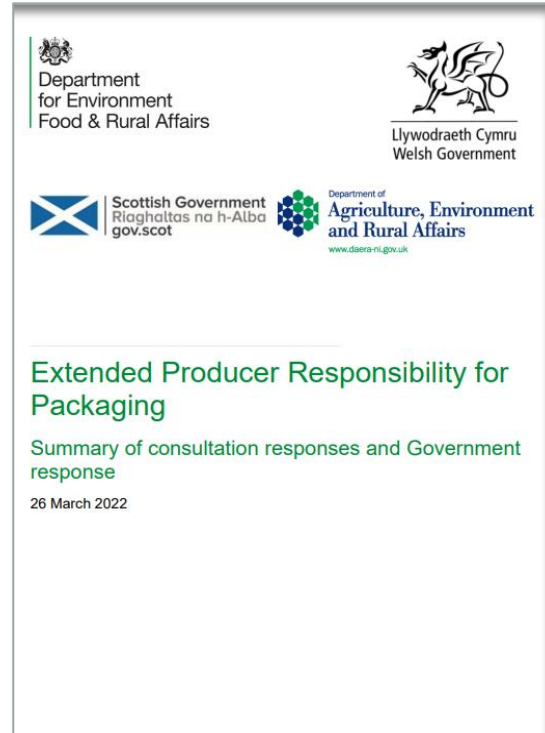 Department
for Environment
Food & Rural Affairs
Llywodraeth Cymru
Welsh Government
Scottish Government
Riaghaltas na h-Alba
gov.scot
Department of
Agriculture, Environment
and Rural Affairs
www.daera-ni.gov.uk
Extended Producer Responsibility for
Packaging
Summary of consultation responses and Government
response
26 March 2022